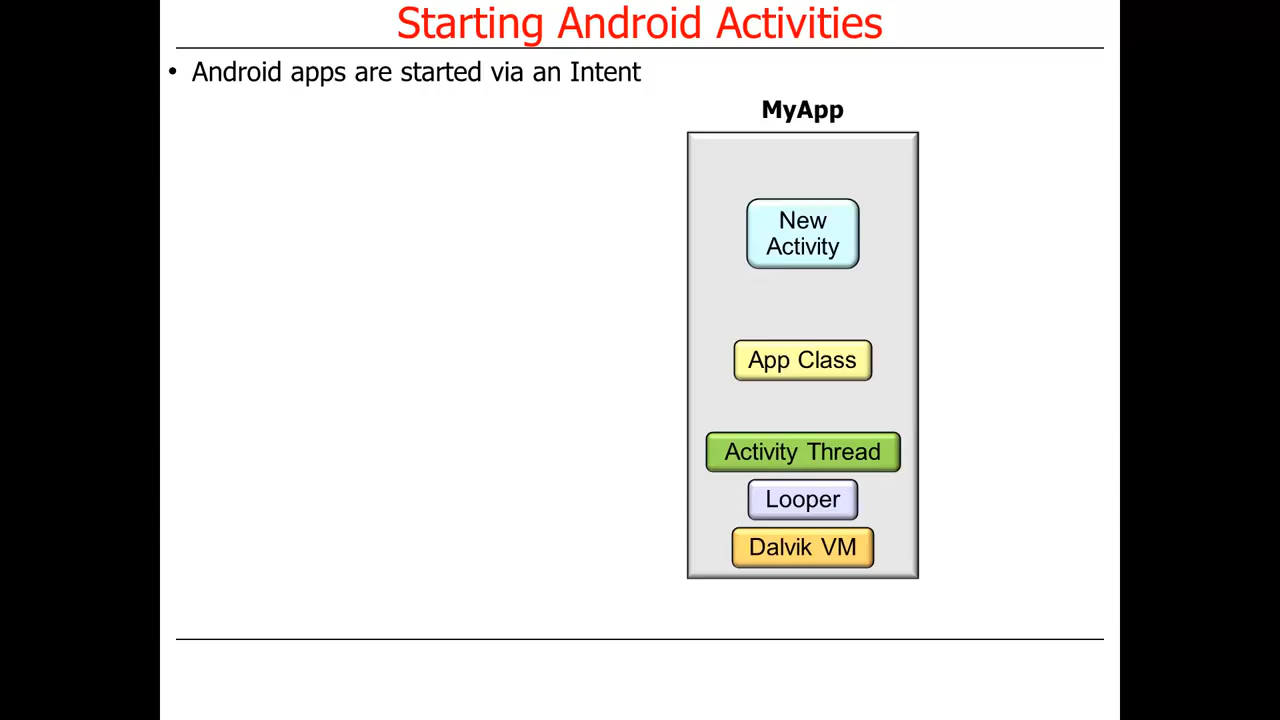 Starting Android Activities
• Android apps are started via an Intent
MyApp
New
Activity
App Class
Activity Thread
Looper
Dalvik VM